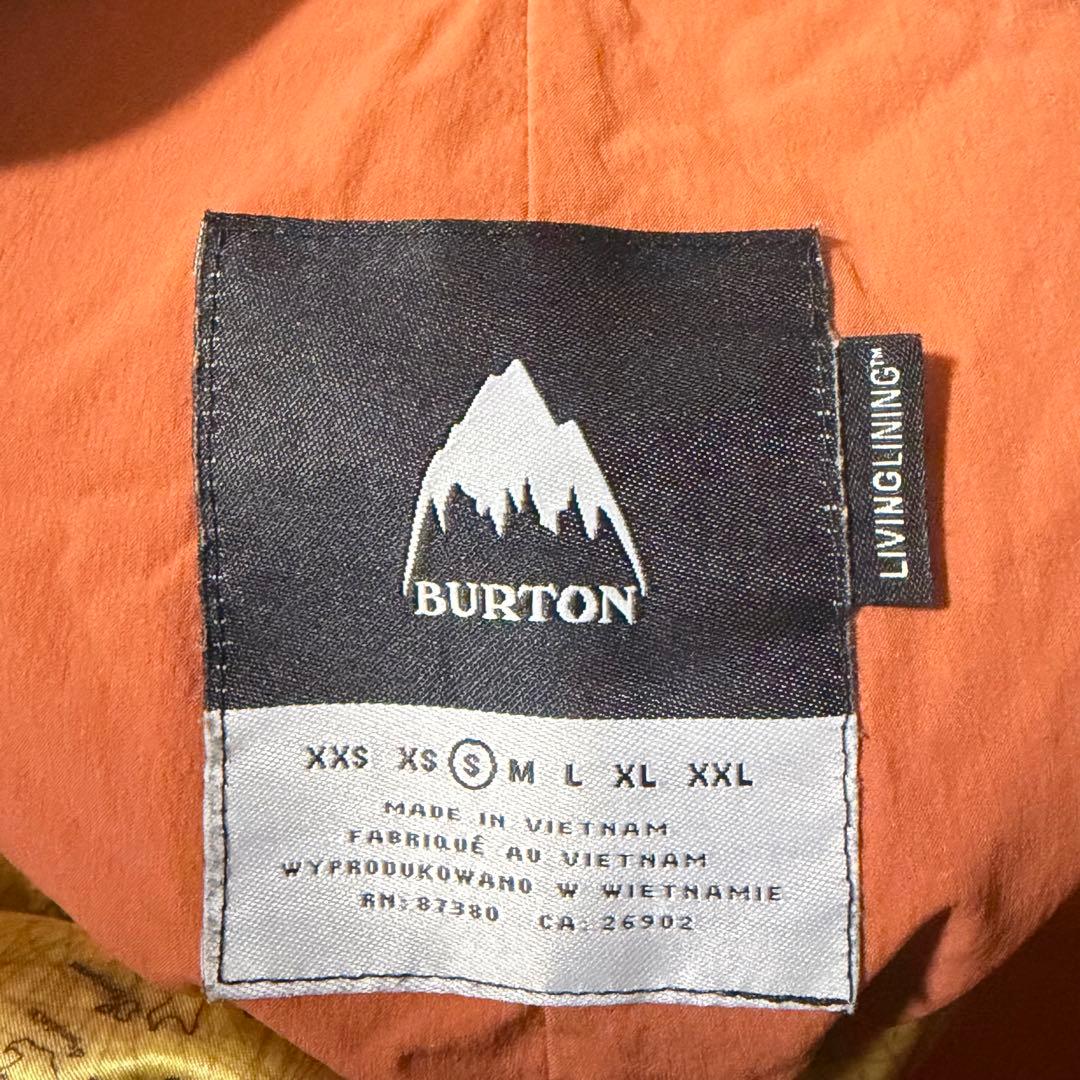 BURTON
LIVINGLINING™
XXS XS S M L XL XXL
MADE IN VIETNAM
FABRIQUÉ AU VIETNAM
WYPRODUKOWANO W WIETNAMIE
RN: 87380 CA: 26902